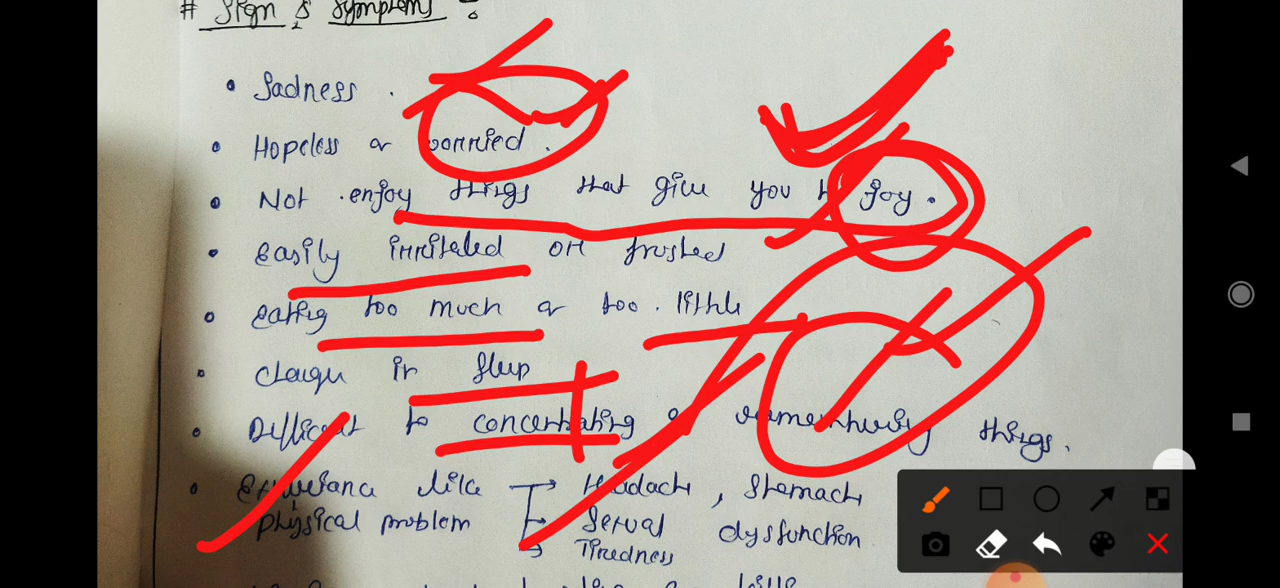 # Sign & Symptoms :
• Sadness .
• Hopeless or worried .
• Not enjoy things that give you joy .
• Easily irritated or frusted
• Eating too much or too little
• Change in sleep
• Difficult to concentrating or remembering things .
• like → Headach , Stomach
physical problem → Sexual dysfunction
→ Tiredness